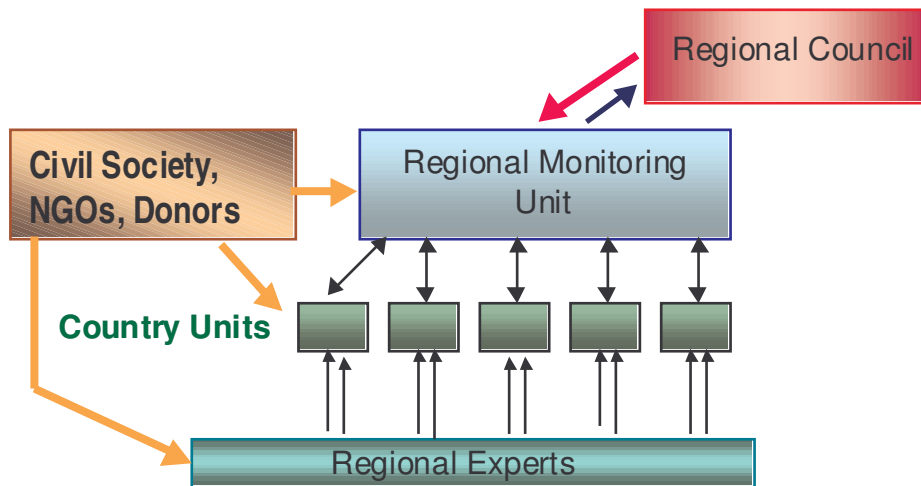 Regional Council
Civil Society,
NGOs, Donors
Regional Monitoring
Unit
Country Units
Regional Experts